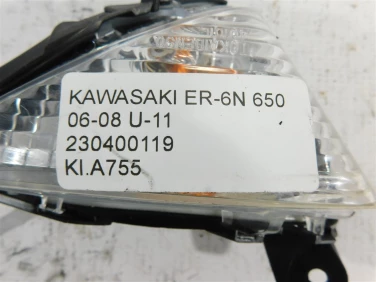 KAWASAKI ER-6N 650
06-08 U-11
230400119
KI.A755